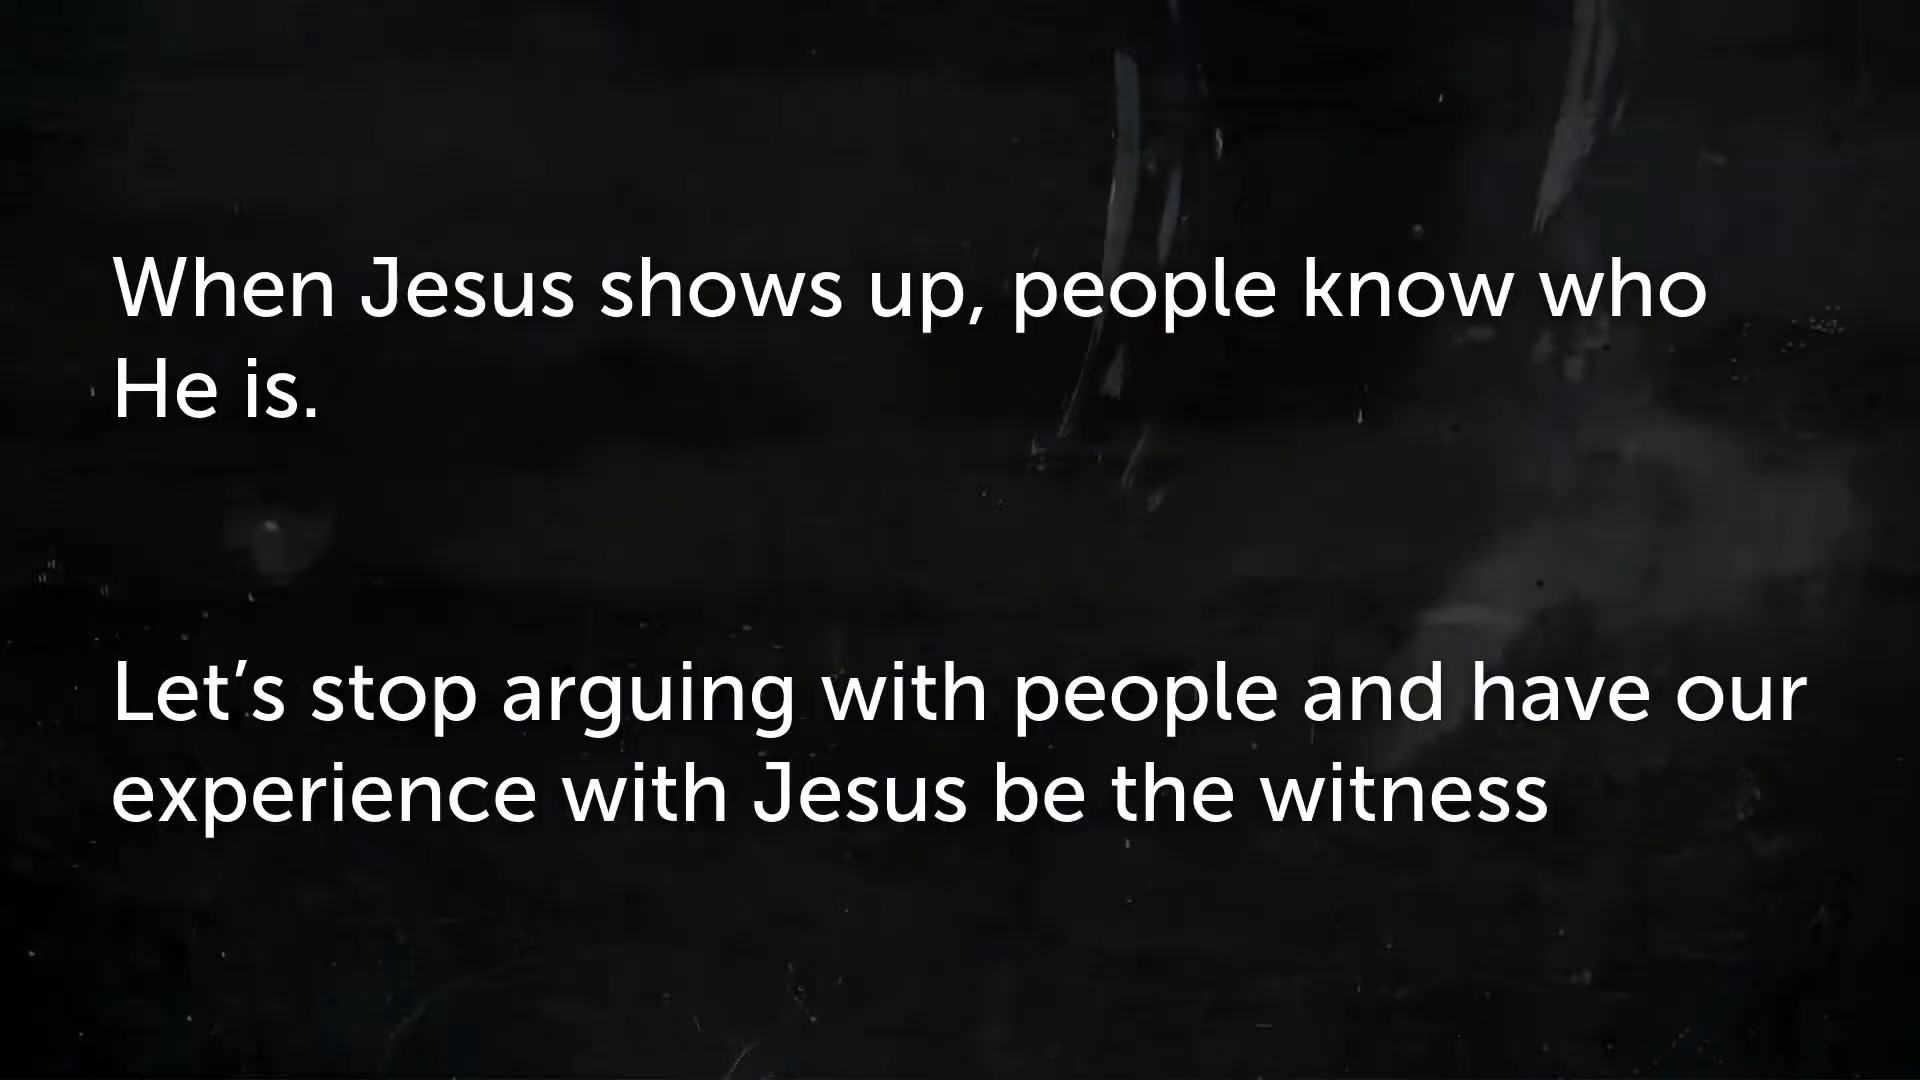 When Jesus shows up, people know who
He is.
Let’s stop arguing with people and have our
experience with Jesus be the witness